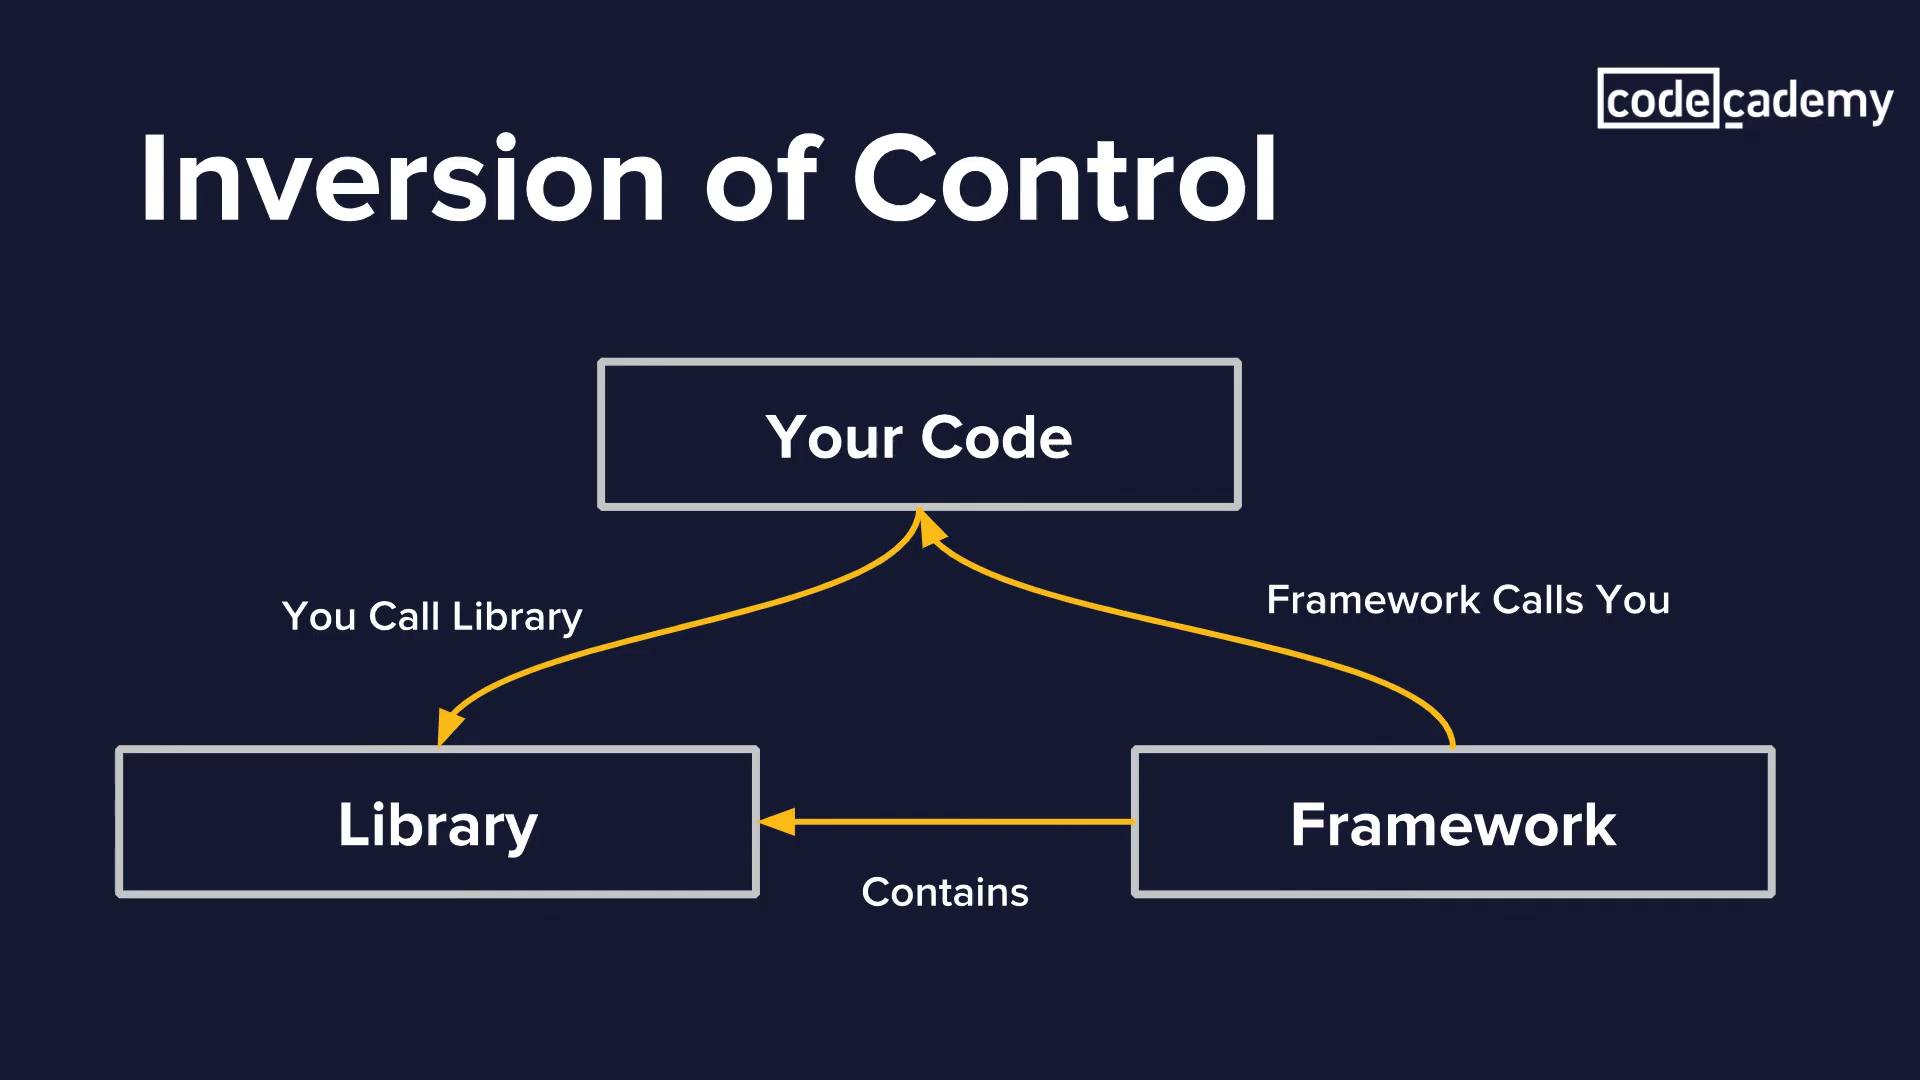 codecademy
Inversion of Control
Your Code
You Call Library
Framework Calls You
Library
Framework
Contains